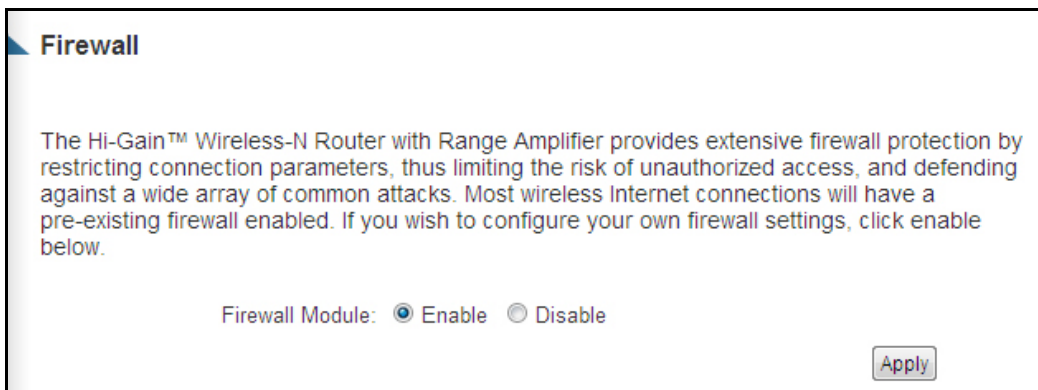 Firewall
The Hi-Gain™ Wireless-N Router with Range Amplifier provides extensive firewall protection by
restricting connection parameters, thus limiting the risk of unauthorized access, and defending
against a wide array of common attacks. Most wireless Internet connections will have a
pre-existing firewall enabled. If you wish to configure your own firewall settings, click enable
below.
Firewall Module: Enable Disable
Apply